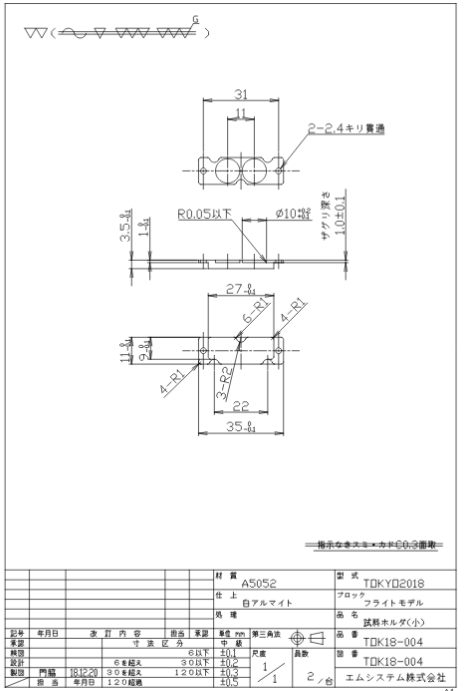 G
▽▽( ～ ▽ ▽▽ ▽▽▽ )
31
11
2-2.4キリ貫通
R0.05以下
Ø10
ザグリ深さ
1.0±0.1
3.5
1
27
6-R1
4-R1
11
9
4-R1
3-R2
22
35
指示なきスミ・カドC0.3面取
材質 A5052
型式 TOKYO2018
仕上 白アルマイト
ブロック フライトモデル
処理
品名 試料ホルダ(小)
記号 年月日 改訂内容 担当 承認 単位 mm 第三角法
品番 TOK18-004
承認 寸法区分 中級
検図 6以下 ±0.1
尺度 1/1
員数 2/台
図番 TOK18-004
設計 6を超え 30以下 ±0.2
製図 門脇 18.12.20 30を超え 120以下 ±0.3
エムシステム株式会社
担当 年月日 120超過 ±0.5